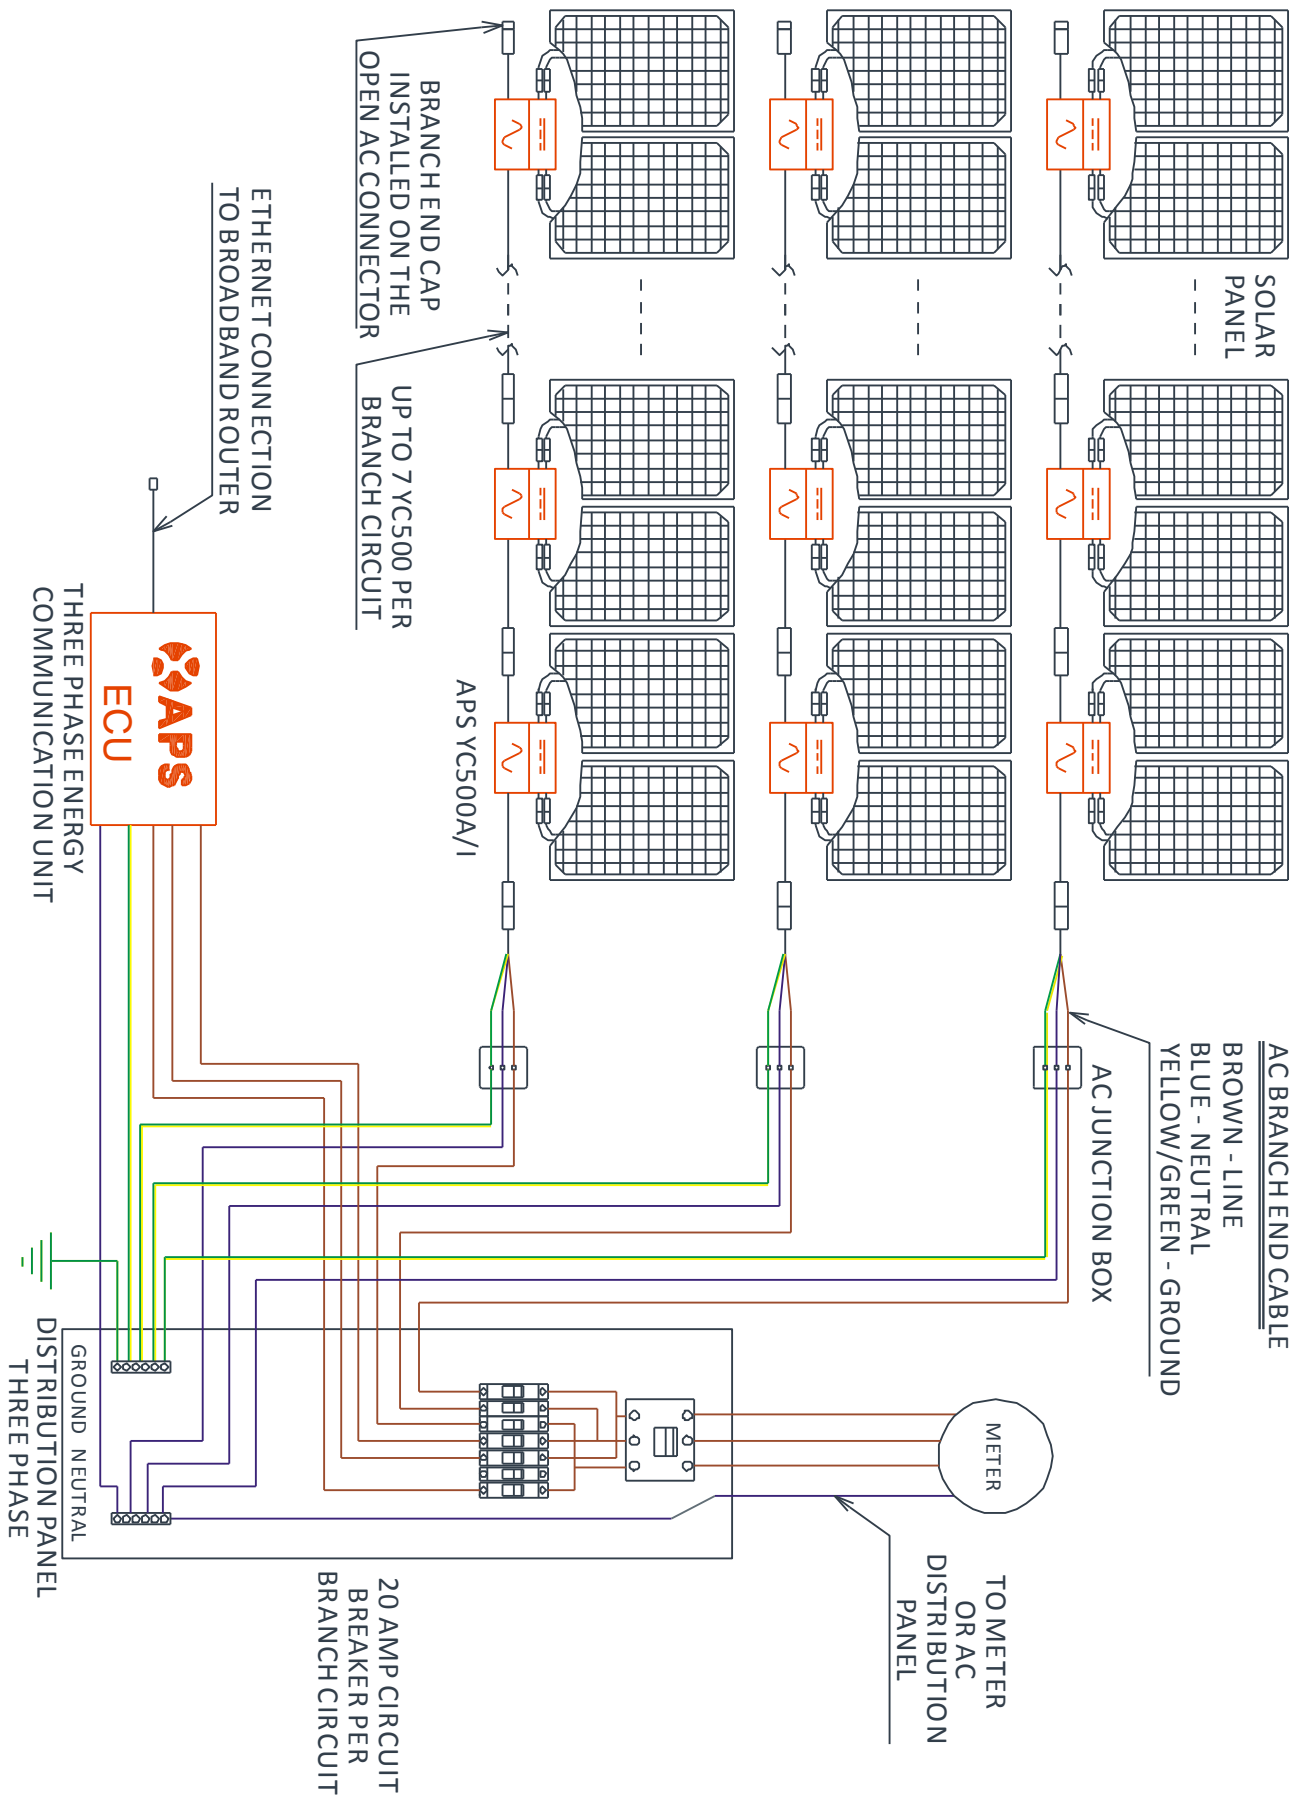 SOLAR
PANEL
AC BRANCH END CABLE
BROWN - LINE
BLUE - NEUTRAL
YELLOW/GREEN - GROUND
AC JUNCTION BOX
TO METER
OR AC
DISTRIBUTION
PANEL
METER
BRANCH END CAP
INSTALLED ON THE
OPEN AC CONNECTOR
UP TO 7 YC500 PER
BRANCH CIRCUIT
APS YC500A/I
20 AMP CIRCUIT
BREAKER PER
BRANCH CIRCUIT
ETHERNET CONNECTION
TO BROADBAND ROUTER
APS
ECU
THREE PHASE ENERGY
COMMUNICATION UNIT
GROUND NEUTRAL
DISTRIBUTION PANEL
THREE PHASE